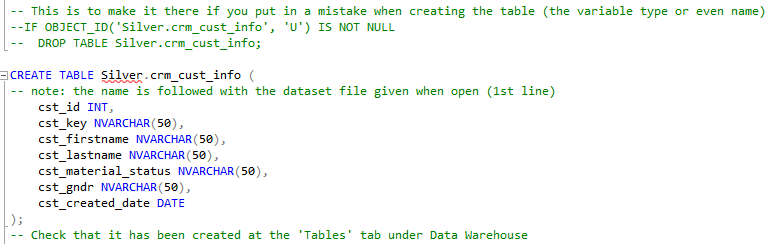 -- This is to make it there if you put in a mistake when creating the table (the variable type or even name)
--IF OBJECT_ID('Silver.crm_cust_info', 'U') IS NOT NULL
--  DROP TABLE Silver.crm_cust_info;
CREATE TABLE Silver.crm_cust_info (
-- note: the name is followed with the dataset file given when open (1st line)
    cst_id INT,
    cst_key NVARCHAR(50),
    cst_firstname NVARCHAR(50),
    cst_lastname NVARCHAR(50),
    cst_material_status NVARCHAR(50),
    cst_gndr NVARCHAR(50),
    cst_created_date DATE
);
-- Check that it has been created at the 'Tables' tab under Data Warehouse